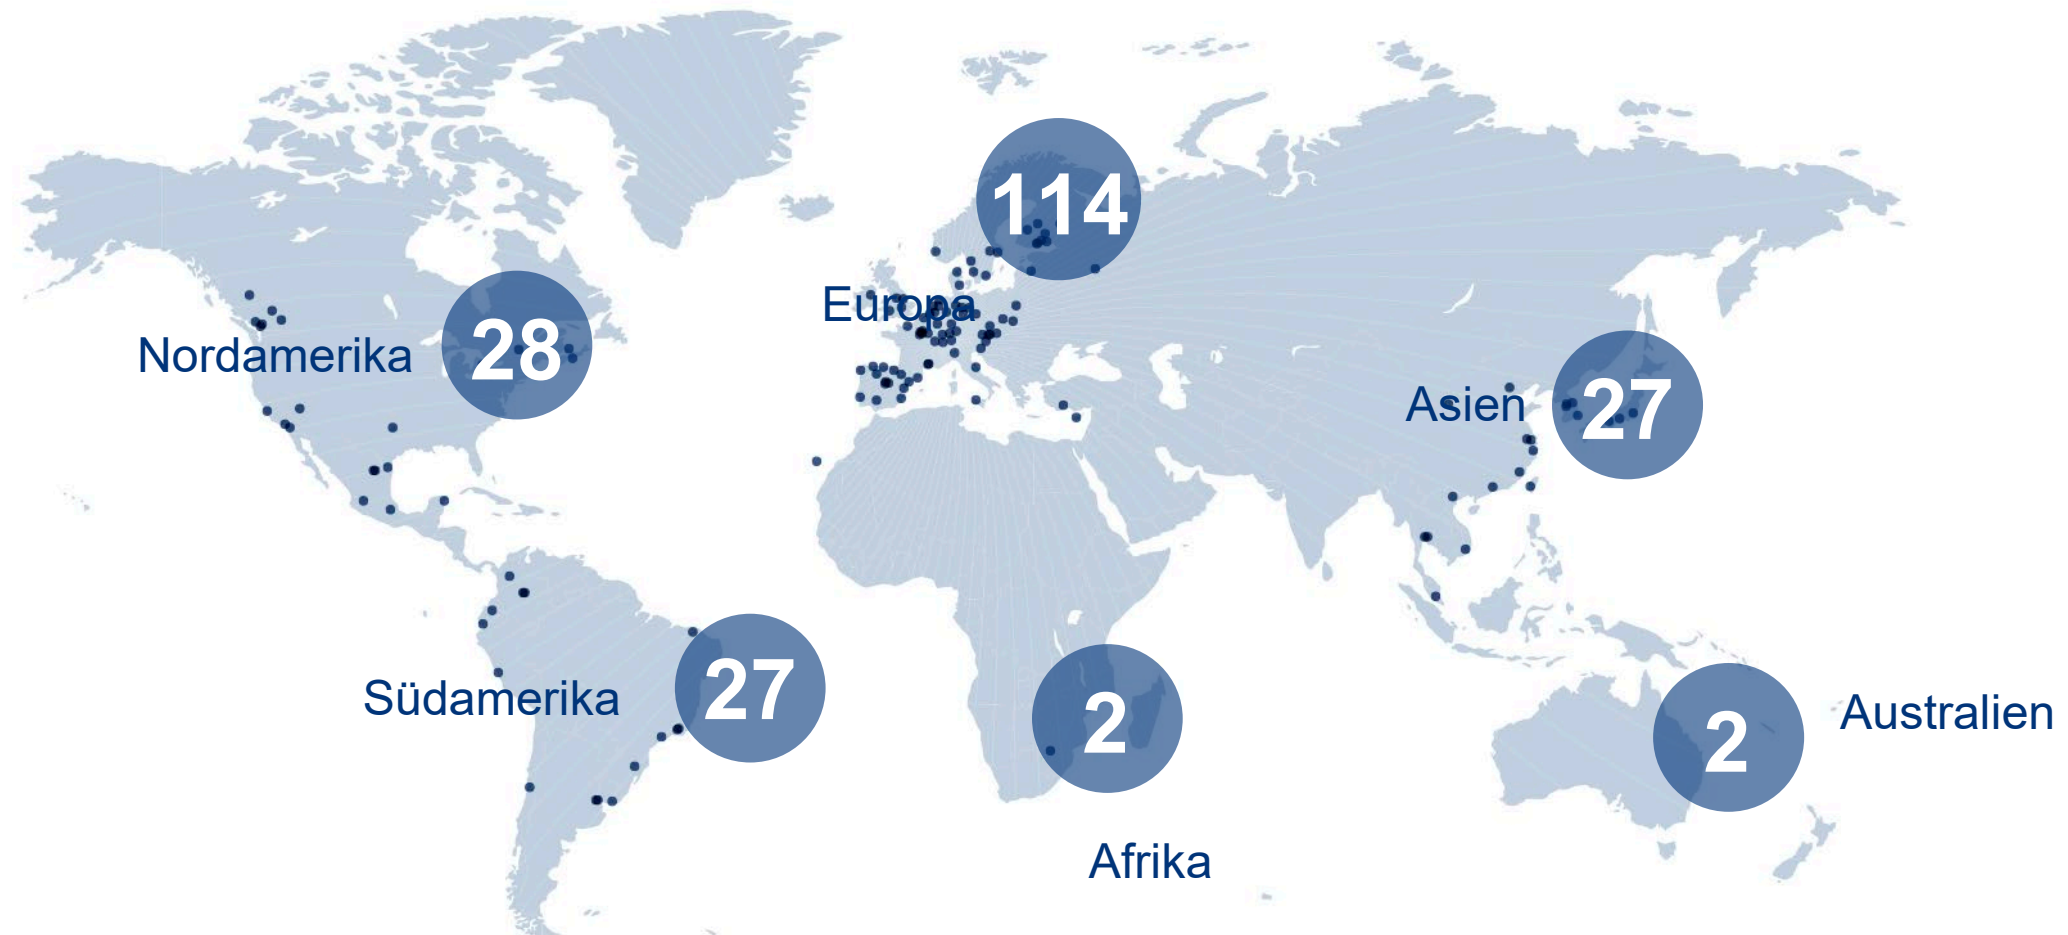 114
Europa
28
Nordamerika
Asien
27
Südamerika
27
2
2
Australien
Afrika